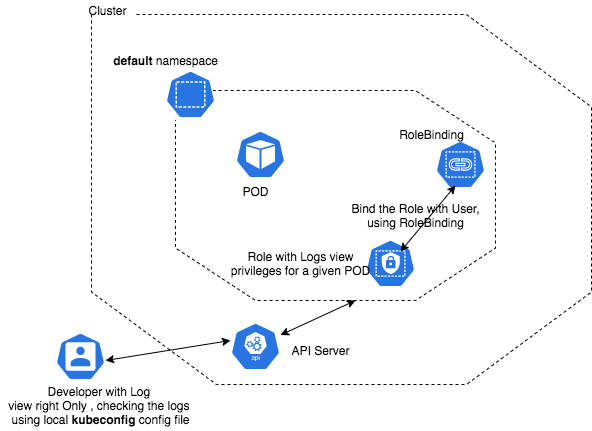 Cluster
default namespace
RoleBinding
POD
Bind the Role with User,
using RoleBinding
Role with Logs view
privileges for a given POD
API Server
api
Developer with Log
view right Only , checking the logs
using local kubeconfig config file